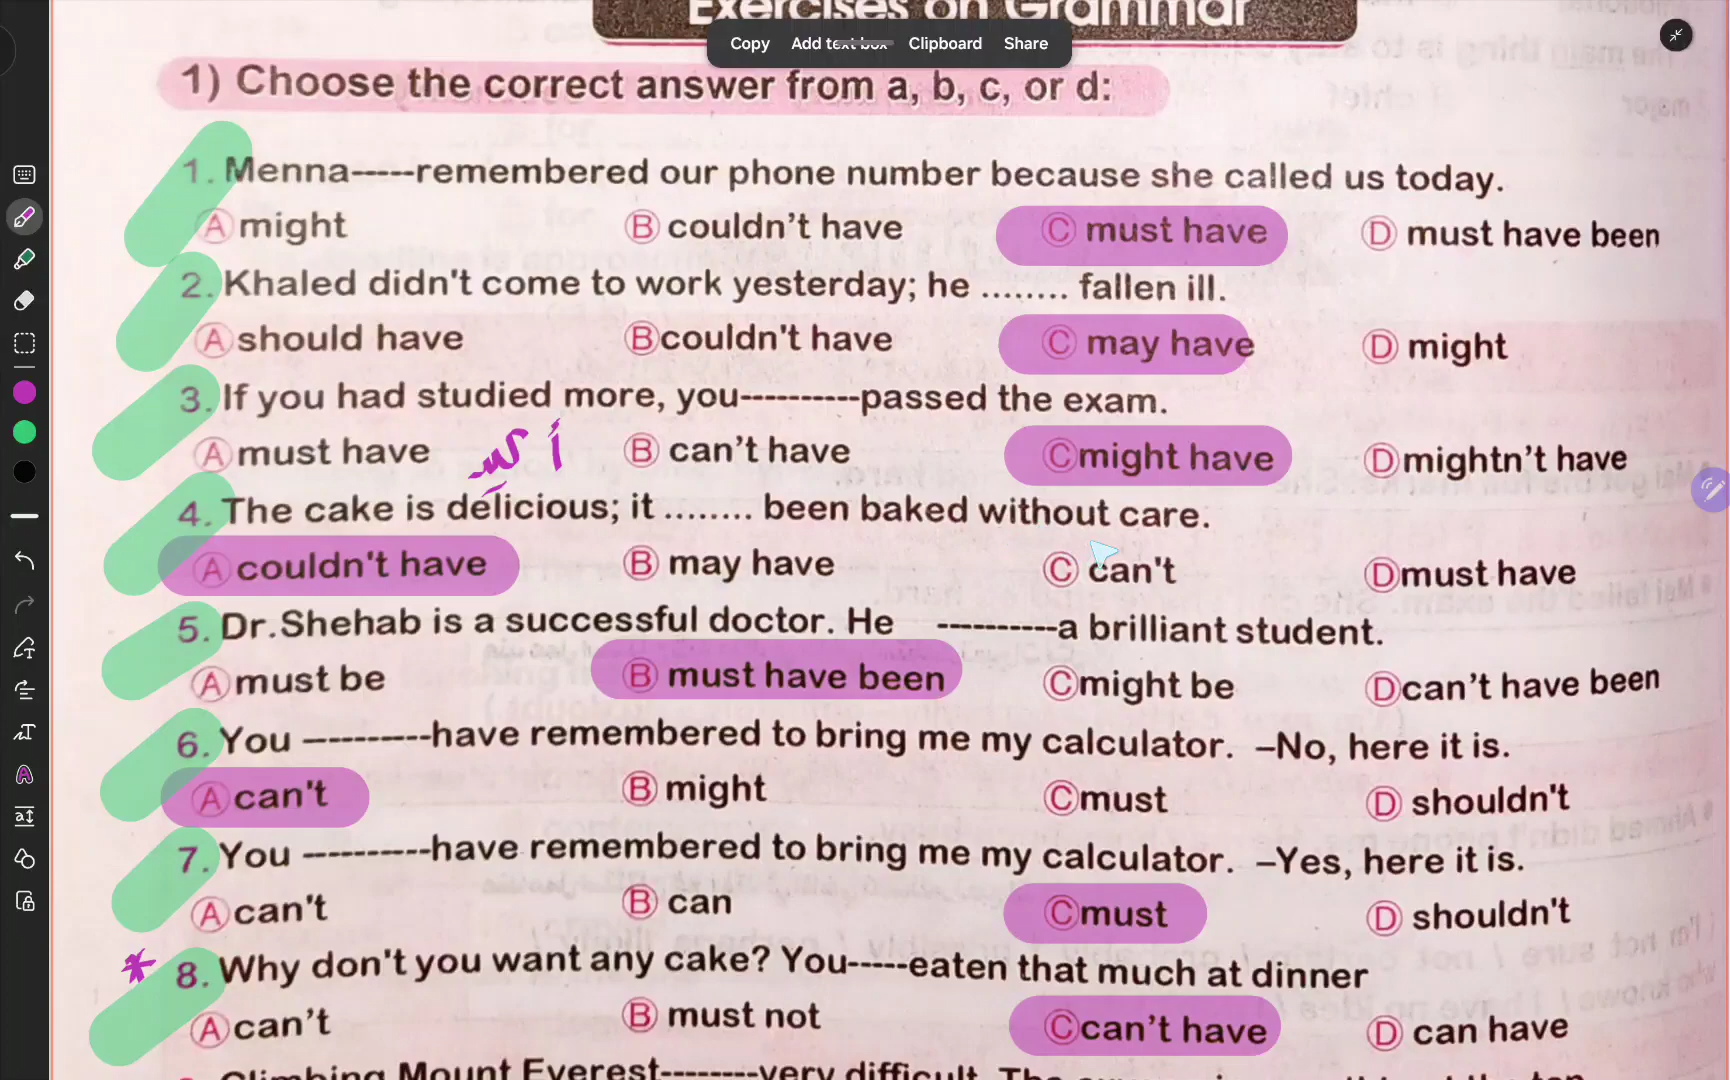 Exercises on Grammar
Copy Add text box Clipboard Share
1) Choose the correct answer from a, b, c, or d:
1. Menna-----remembered our phone number because she called us today.
A might B couldn't have C must have D must have been
2. Khaled didn't come to work yesterday; he ........ fallen ill.
A should have B couldn't have C may have D might
3. If you had studied more, you----------passed the exam.
A must have B can't have C might have D mightn't have
4. The cake is delicious; it ........ been baked without care.
A couldn't have B may have C can't D must have
5. Dr.Shehab is a successful doctor. He ----------a brilliant student.
A must be B must have been C might be D can't have been
6. You -----------have remembered to bring me my calculator. –No, here it is.
A can't B might C must D shouldn't
7. You -----------have remembered to bring me my calculator. –Yes, here it is.
A can't B can C must D shouldn't
* 8. Why don't you want any cake? You-----eaten that much at dinner
A can't B must not C can't have D can have
Climbing Mount Everest--------very difficult. The